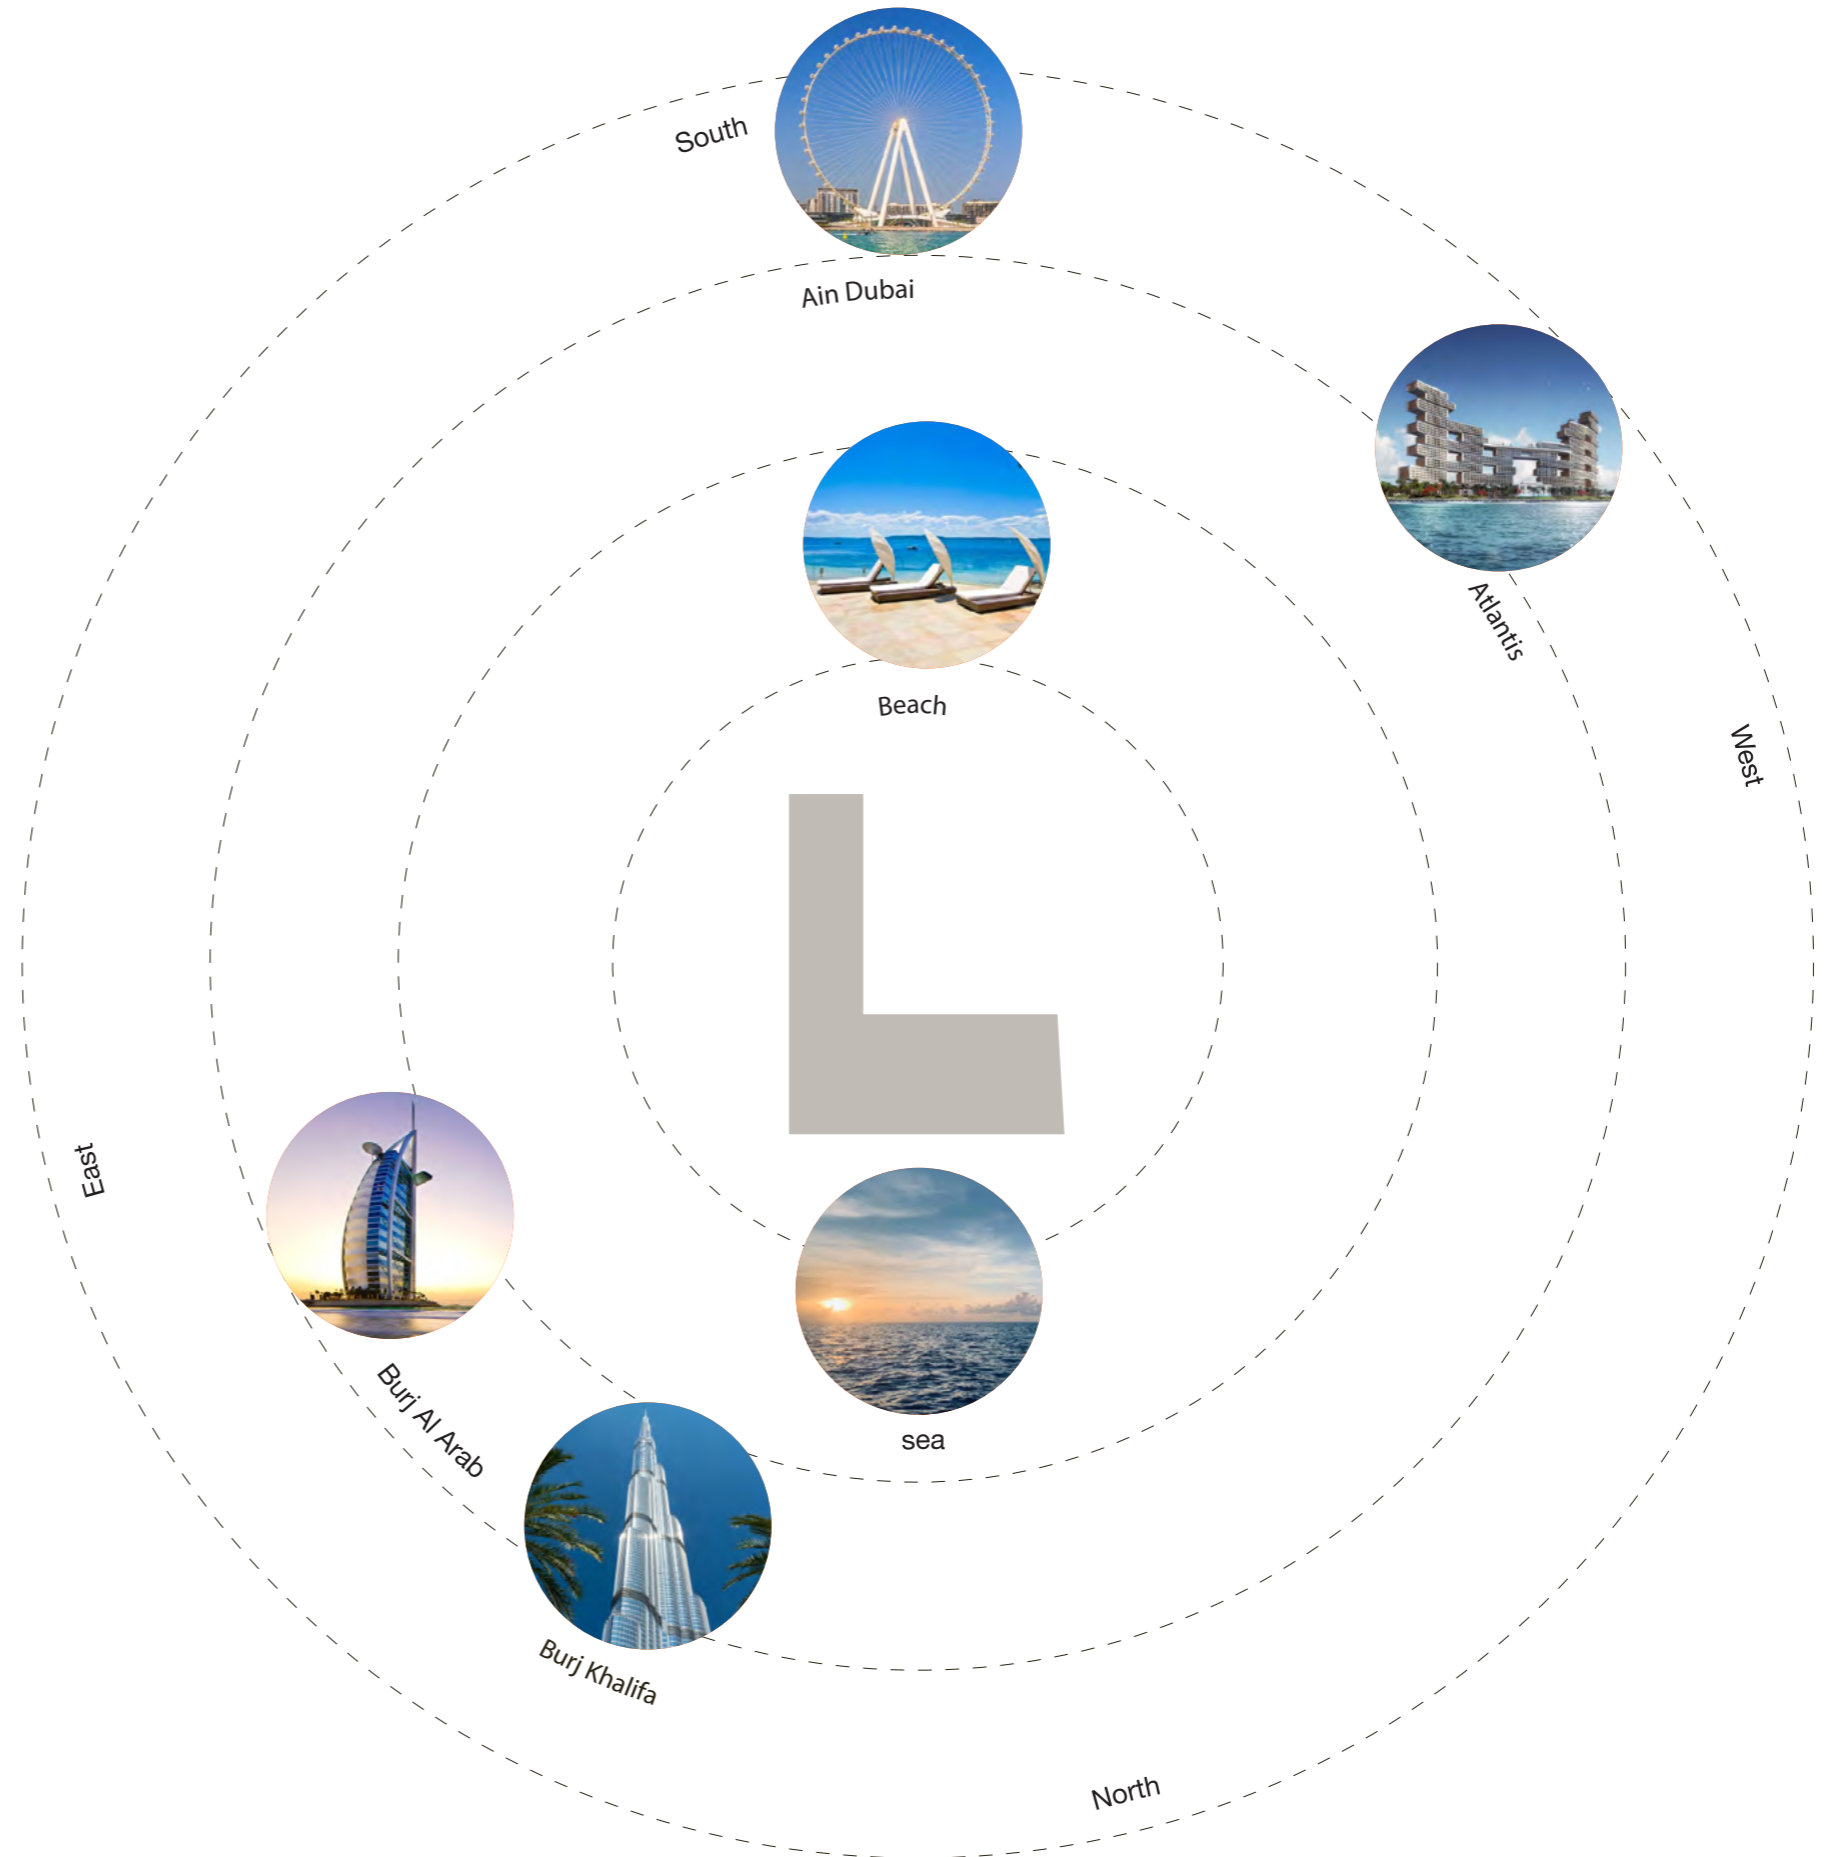 South
Ain Dubai
Atlantis
Beach
West
East
Burj Al Arab
sea
Burj Khalifa
North